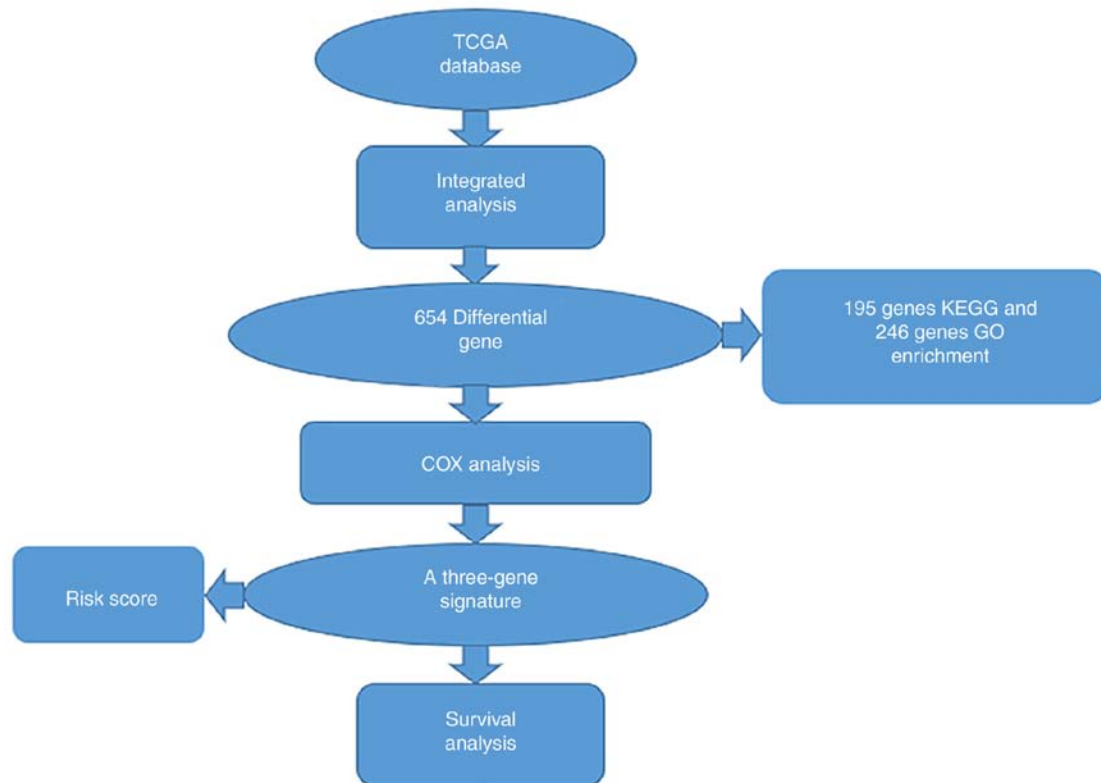 TCGA
database
Integrated
analysis
654 Differential
gene
195 genes KEGG and
246 genes GO
enrichment
COX analysis
A three-gene
signature
Risk score
Survival
analysis